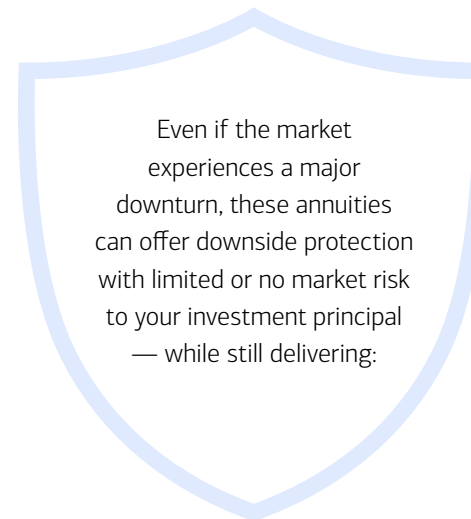 Even if the market
experiences a major
downturn, these annuities
can offer downside protection
with limited or no market risk
to your investment principal
— while still delivering: